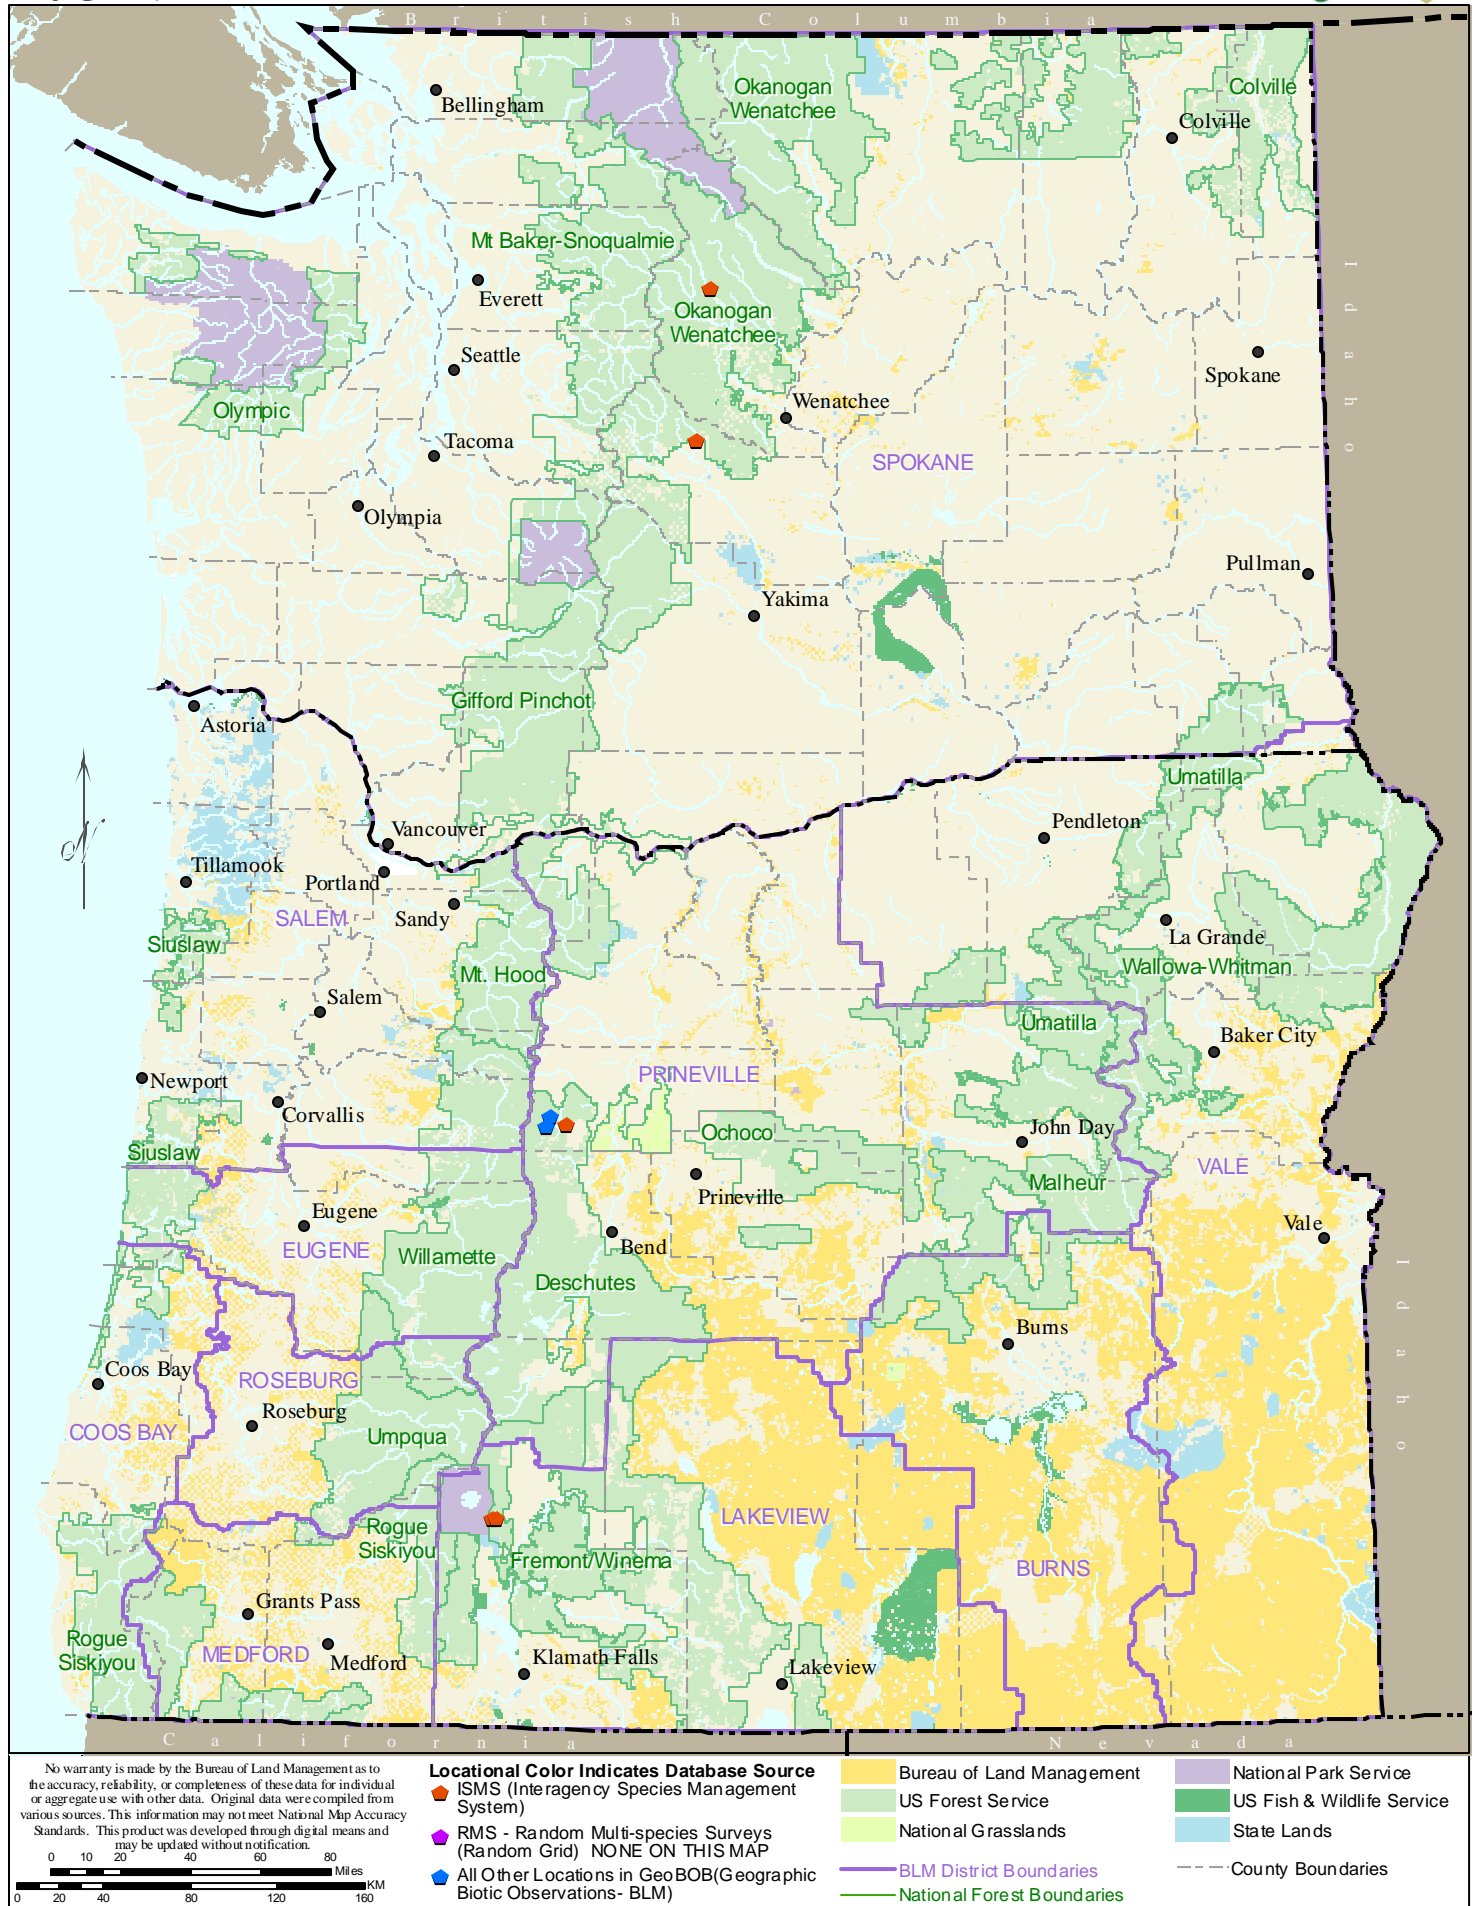 British Columbia
Okanogan
Wenatchee
Colville
Bellingham
Colville
Mt Baker-Snoqualmie
Everett
Okanogan
Wenatchee
Idaho
Seattle
Spokane
Olympic
Wenatchee
Tacoma
SPOKANE
Olympia
Pullman
Yakima
Gifford Pinchot
Astoria
Umatilla
Vancouver
Pendleton
Tillamook
Portland
SALEM
Sandy
La Grande
Siuslaw
Mt. Hood
Wallowa-Whitman
Salem
Umatilla
Baker City
Newport
PRINEVILLE
Corvallis
John Day
Ochoco
Siuslaw
VALE
Malheur
Prineville
Eugene
Vale
EUGENE
Willamette
Bend
Deschutes
Idaho
Burns
Coos Bay
ROSEBURG
Roseburg
COOS BAY
Umpqua
LAKEVIEW
Rogue
Siskiyou
Fremont/Winema
BURNS
Grants Pass
Rogue
Siskiyou
MEDFORD
Medford
Klamath Falls
Lakeview
California
Nevada
N
No warranty is made by the Bureau of Land Management as to
the accuracy, reliability, or completeness of these data for individual
or aggregate use with other data. Original data were compiled from
various sources. This information may not meet National Map Accuracy
Standards. This product was developed through digital means and
may be updated without notification.
0 10 20 40 60 80
Miles
KM
0 20 40 80 120 160
Locational Color Indicates Database Source
ISMS (Interagency Species Management
System)
RMS - Random Multi-species Surveys
(Random Grid) NONE ON THIS MAP
All Other Locations in GeoBOB(Geographic
Biotic Observations- BLM)
Bureau of Land Management
US Forest Service
National Grasslands
BLM District Boundaries
National Forest Boundaries
National Park Service
US Fish & Wildlife Service
State Lands
County Boundaries